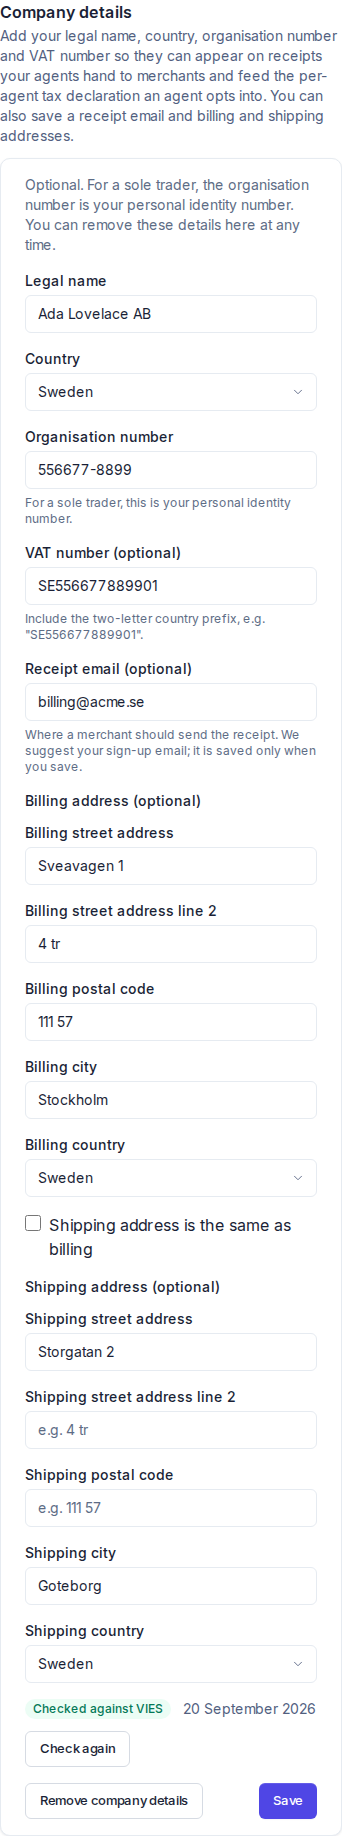 Company details
Add your legal name, country, organisation number
and VAT number so they can appear on receipts
your agents hand to merchants and feed the per-
agent tax declaration an agent opts into. You can
also save a receipt email and billing and shipping
addresses.
Optional. For a sole trader, the organisation
number is your personal identity number.
You can remove these details here at any
time.
Legal name
Ada Lovelace AB
Country
Sweden
Organisation number
556677-8899
For a sole trader, this is your personal identity
number.
VAT number (optional)
SE556677889901
Include the two-letter country prefix, e.g.
"SE556677889901".
Receipt email (optional)
billing@acme.se
Where a merchant should send the receipt. We
suggest your sign-up email; it is saved only when
you save.
Billing address (optional)
Billing street address
Sveavagen 1
Billing street address line 2
4 tr
Billing postal code
111 57
Billing city
Stockholm
Billing country
Sweden
Shipping address is the same as
billing
Shipping address (optional)
Shipping street address
Storgatan 2
Shipping street address line 2
e.g. 4 tr
Shipping postal code
e.g. 111 57
Shipping city
Goteborg
Shipping country
Sweden
Checked against VIES 20 September 2026
Check again
Remove company details Save